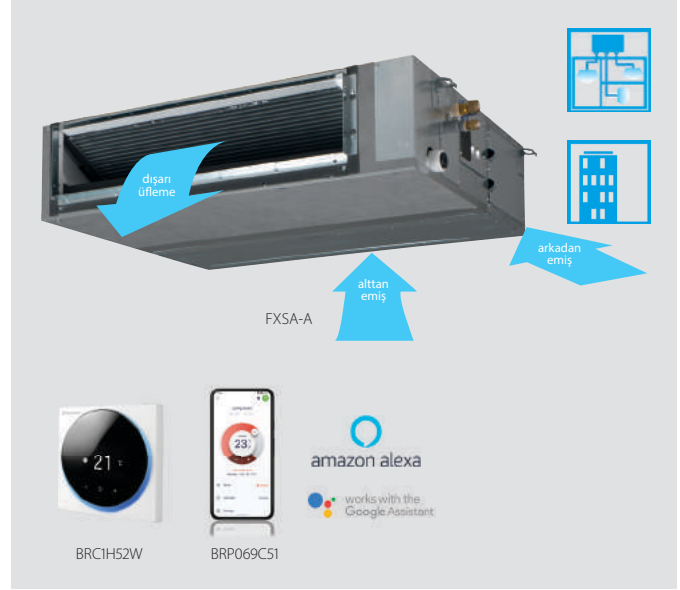 dışarı
üfleme
arkadan
emiş
alttan
emiş
FXSA-A
23
21
amazon alexa
works with the
Google Assistant
BRC1H52W
BRP069C51